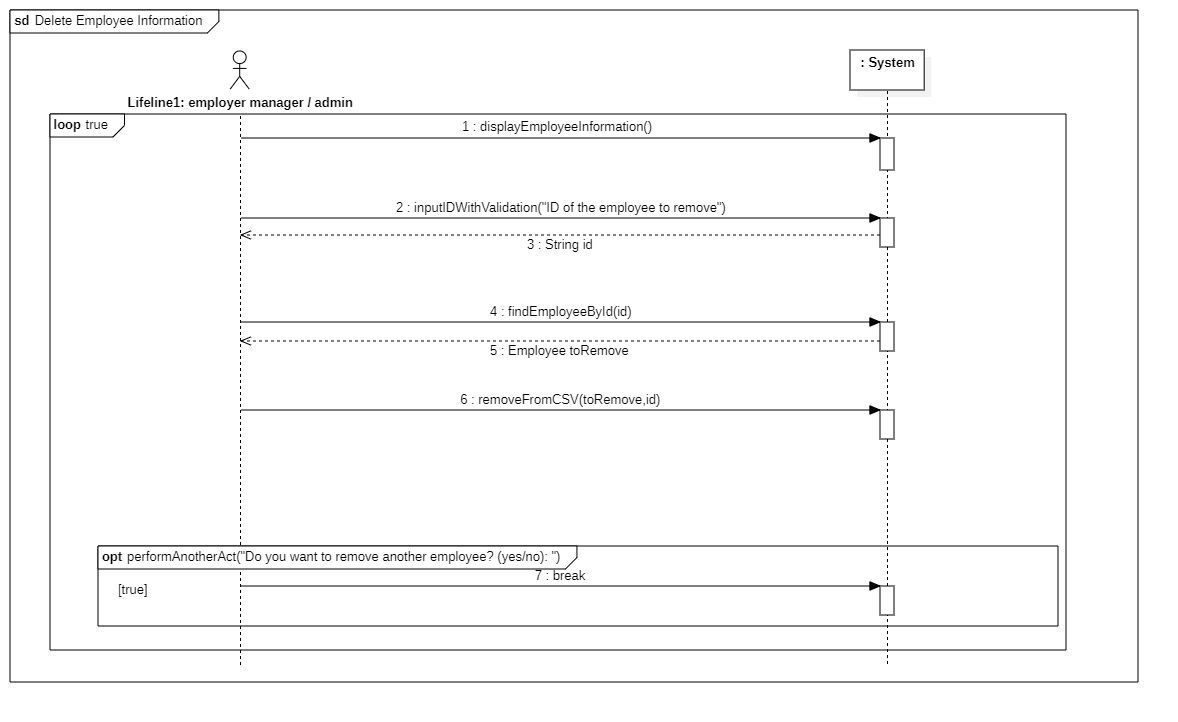 sd Delete Employee Information
: System
Lifeline1: employer manager / admin
loop true
1 : displayEmployeeInformation()
2 : inputIDWithValidation("ID of the employee to remove")
3 : String id
4 : findEmployeeById(id)
5 : Employee toRemove
6 : removeFromCSV(toRemove,id)
opt performAnotherAct("Do you want to remove another employee? (yes/no): ")
7 : break
[true]